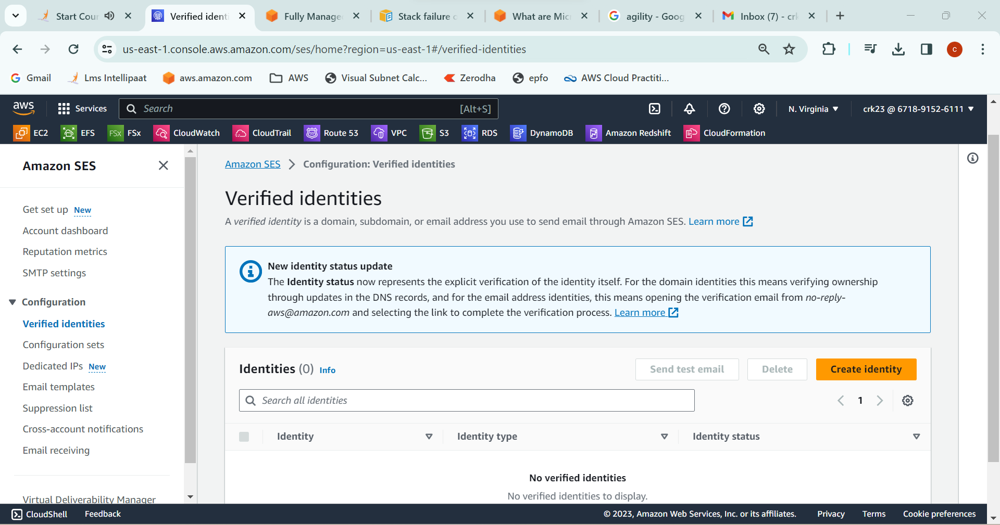 Start Cour
Verified identi
Fully Manage
Stack failure o
What are Mic
agility - Goog
Inbox (7) - crk
us-east-1.console.aws.amazon.com/ses/home?region=us-east-1#/verified-identities
C
Gmail
Lms Intellipaat
aws.amazon.com
AWS
Visual Subnet Calc...
Zerodha
epfo
AWS Cloud Practiti...
aws
Services
Search
[Alt+S]
N. Virginia
crk23 @ 6718-9152-6111
EC2
EFS
FSx FSx
CloudWatch
CloudTrail
53 Route 53
VPC
S3
RDS
DynamoDB
Amazon Redshift
CloudFormation
Amazon SES
Get set up New
Account dashboard
Reputation metrics
SMTP settings
Configuration
Verified identities
Configuration sets
Dedicated IPs New
Email templates
Suppression list
Cross-account notifications
Email receiving
Virtual Deliverability Manager
Amazon SES
Configuration: Verified identities
Verified identities
A verified identity is a domain, subdomain, or email address you use to send email through Amazon SES. Learn more
New identity status update
The Identity status now represents the explicit verification of the identity itself. For the domain identities this means verifying ownership
through updates in the DNS records, and for the email address identities, this means opening the verification email from no-reply-
aws@amazon.com and selecting the link to complete the verification process. Learn more
Identities (0) Info
Send test email
Delete
Create identity
Search all identities
1
Identity
Identity type
Identity status
No verified identities
No verified identities to display.
CloudShell
Feedback
© 2023, Amazon Web Services, Inc. or its affiliates.
Privacy
Terms
Cookie preferences